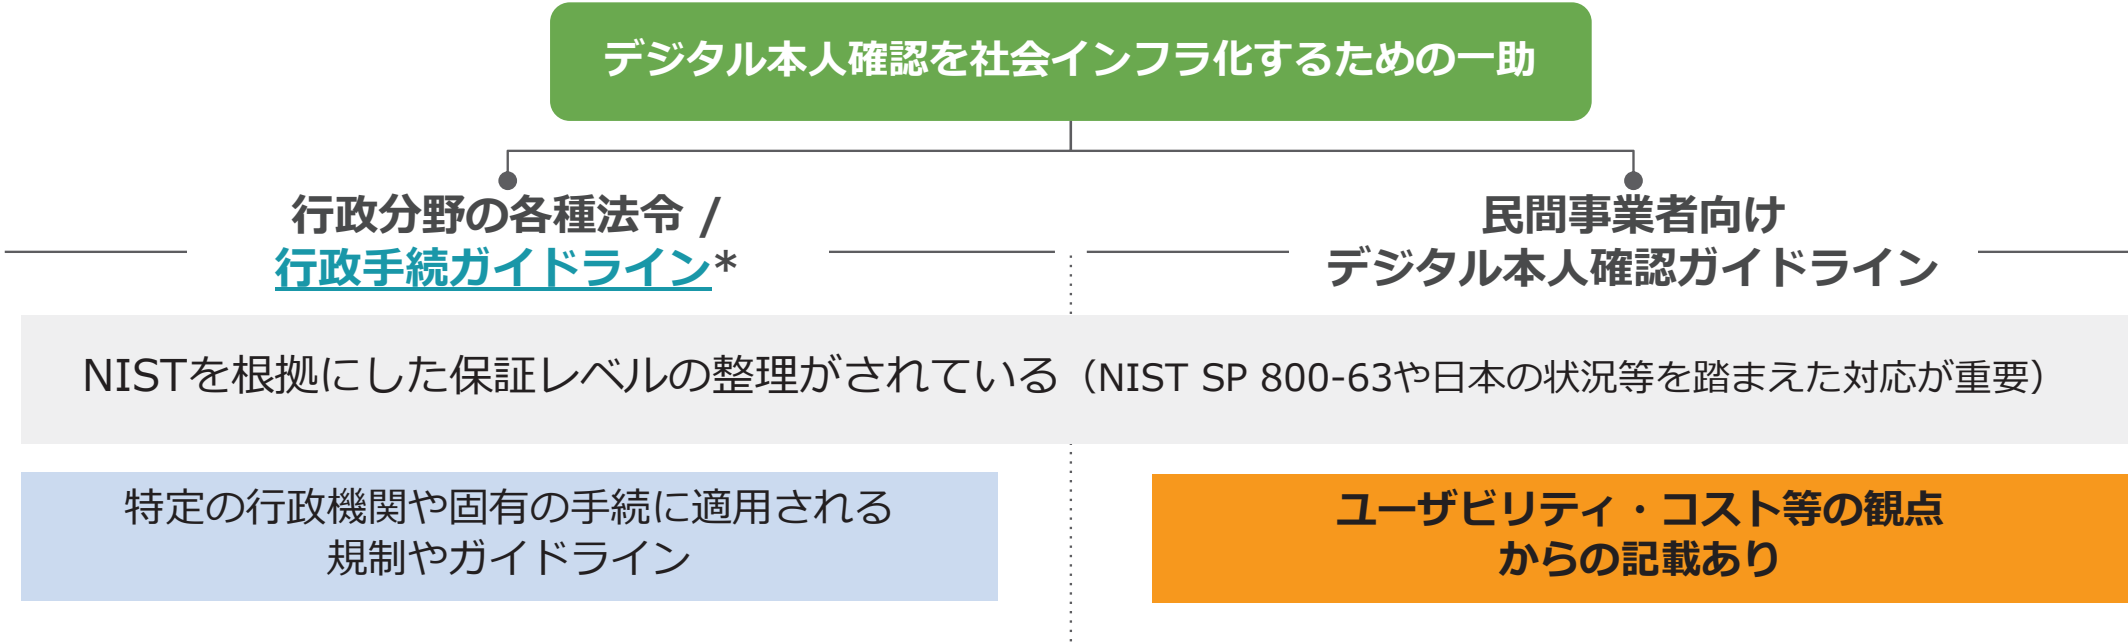 デジタル本人確認を社会インフラ化するための一助
行政分野の各種法令 /
行政手続ガイドライン*
民間事業者向け
デジタル本人確認ガイドライン
NISTを根拠にした保証レベルの整理がされている（NIST SP 800-63や日本の状況等を踏まえた対応が重要）
特定の行政機関や固有の手続に適用される
規制やガイドライン
ユーザビリティ・コスト等の観点
からの記載あり